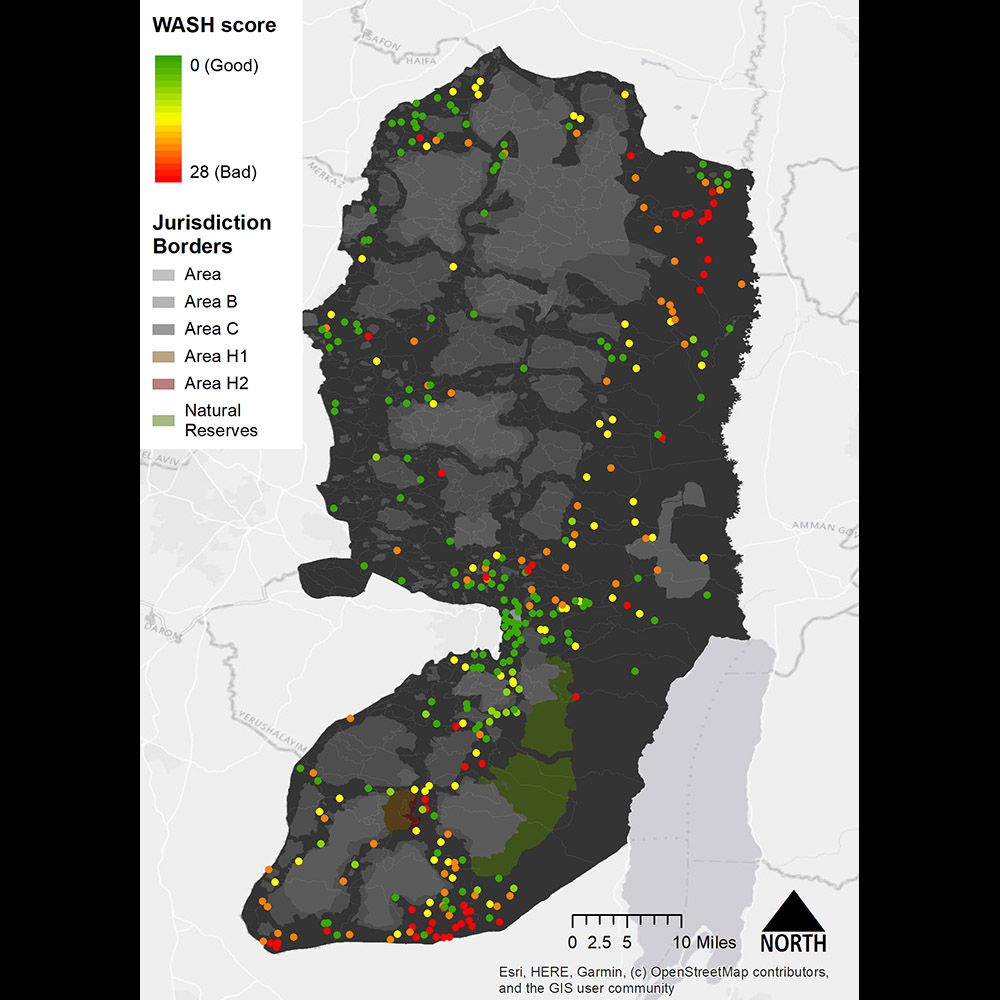 WASH score
0 (Good)
28 (Bad)
Jurisdiction
Borders
Area
Area B
Area C
Area H1
Area H2
Natural
Reserves
TSAFON
HAIFA
MERKAZ
TEL AVIV
AMMAN GOV
DAROM
YERUSHALAYIM
0 2.5 5 10 Miles
NORTH
Esri, HERE, Garmin, (c) OpenStreetMap contributors,
and the GIS user community